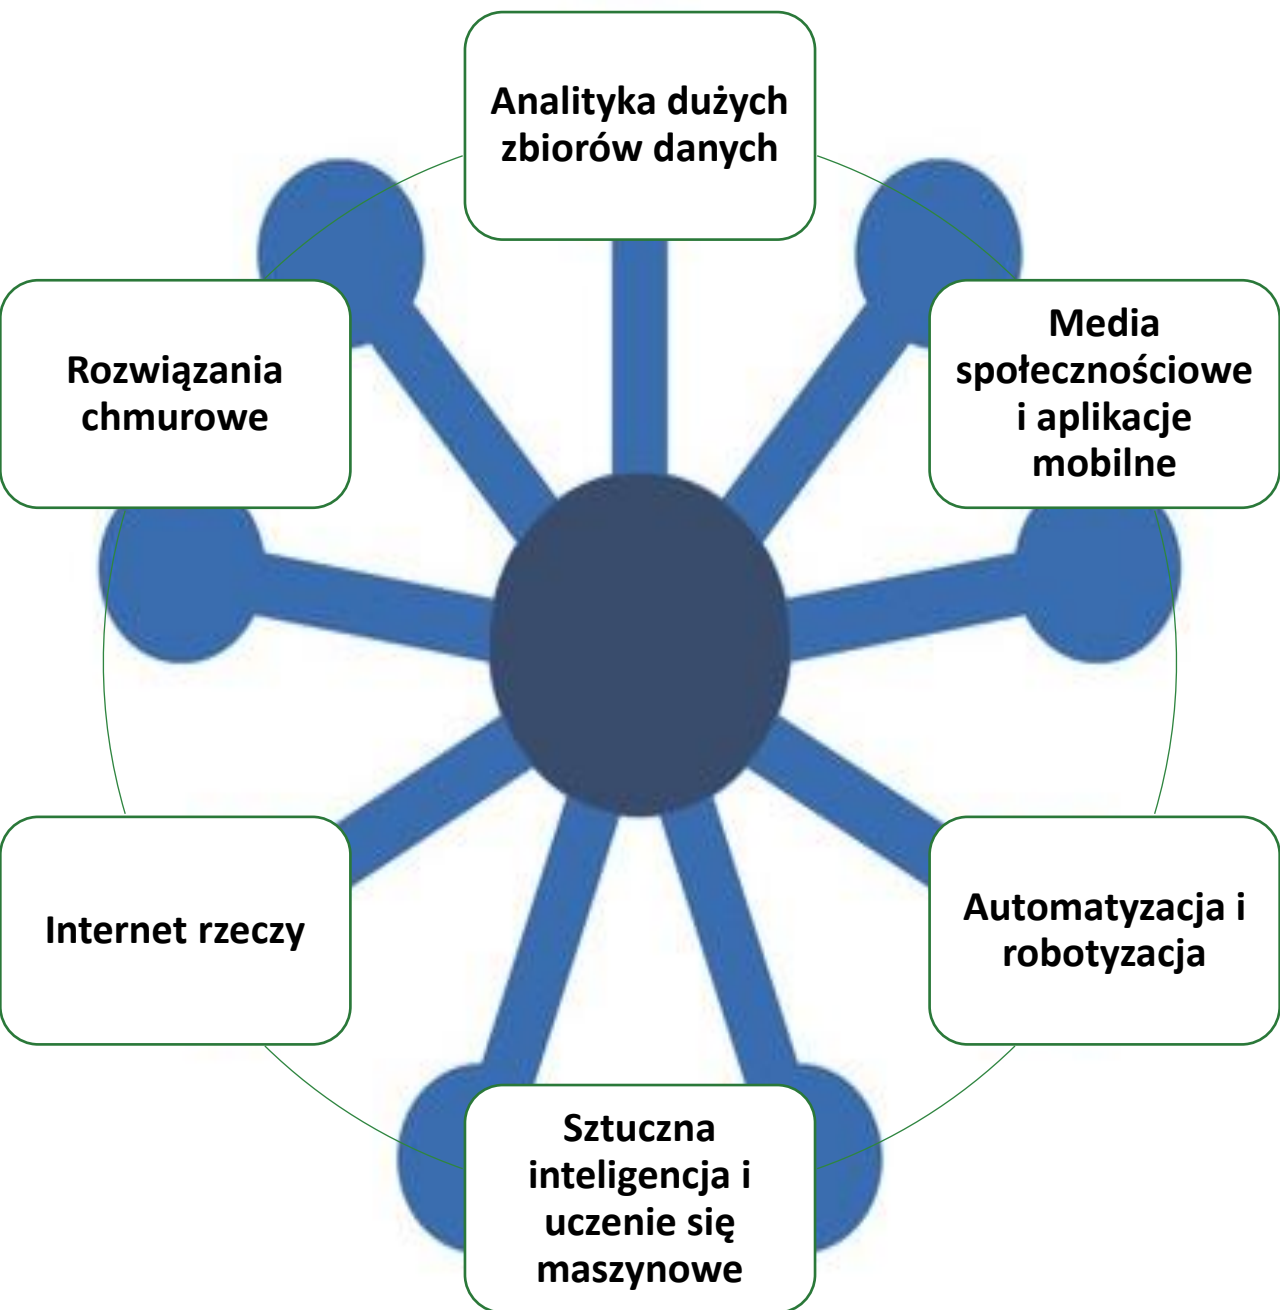 Analityka dużych
zbiorów danych
Rozwiązania
chmurowe
Media
społecznościowe
i aplikacje
mobilne
Internet rzeczy
Automatyzacja i
robotyzacja
Sztuczna
inteligencja i
uczenie się
maszynowe